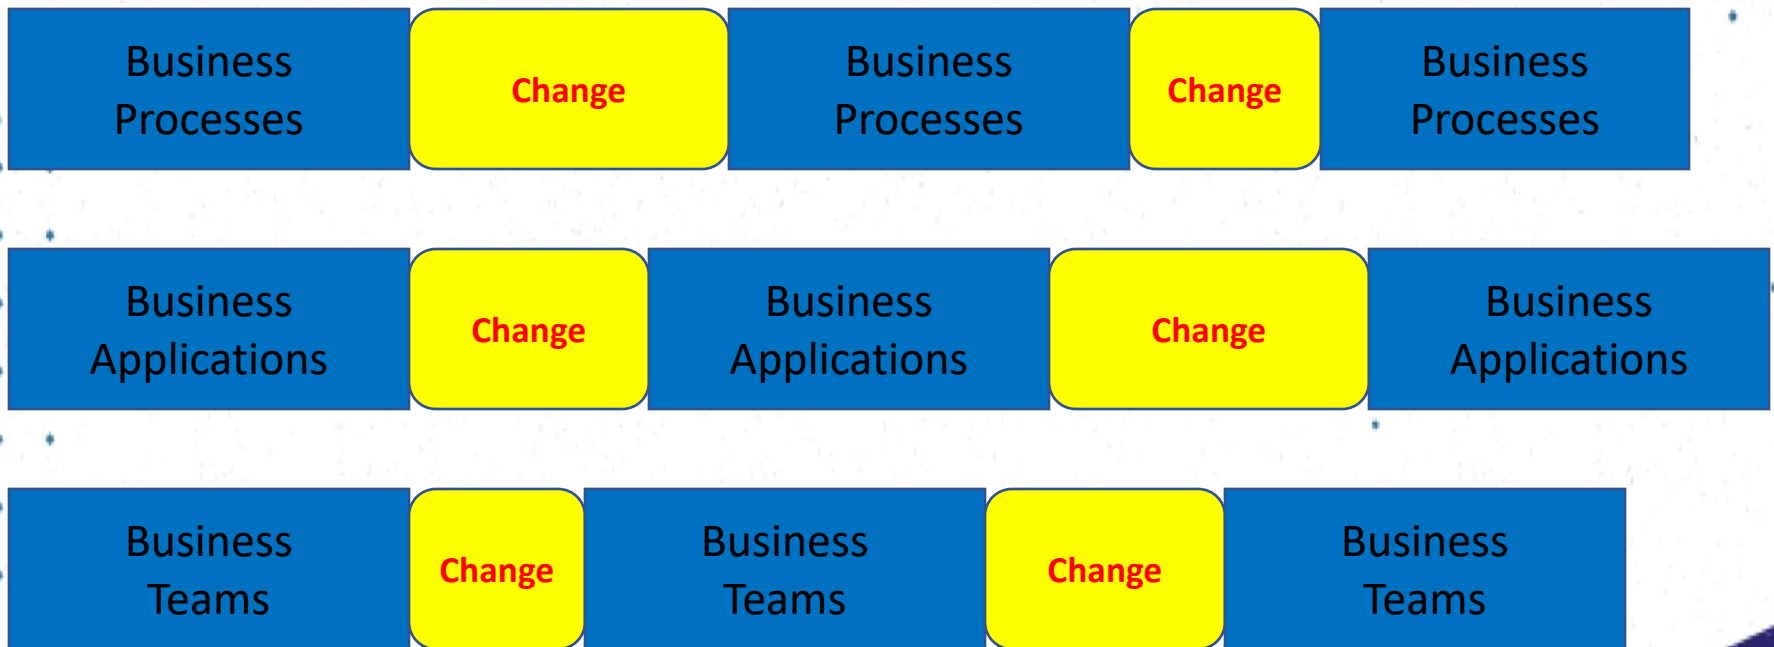 Business
Processes
Change
Business
Processes
Change
Business
Processes
Business
Applications
Change
Business
Applications
Change
Business
Applications
Business
Teams
Change
Business
Teams
Change
Business
Teams